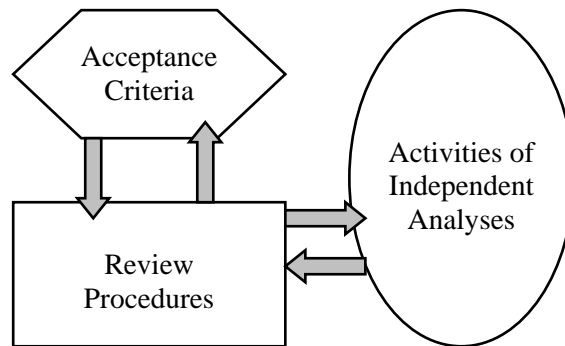 Acceptance
Criteria
Activities of
Independent
Analyses
Review
Procedures